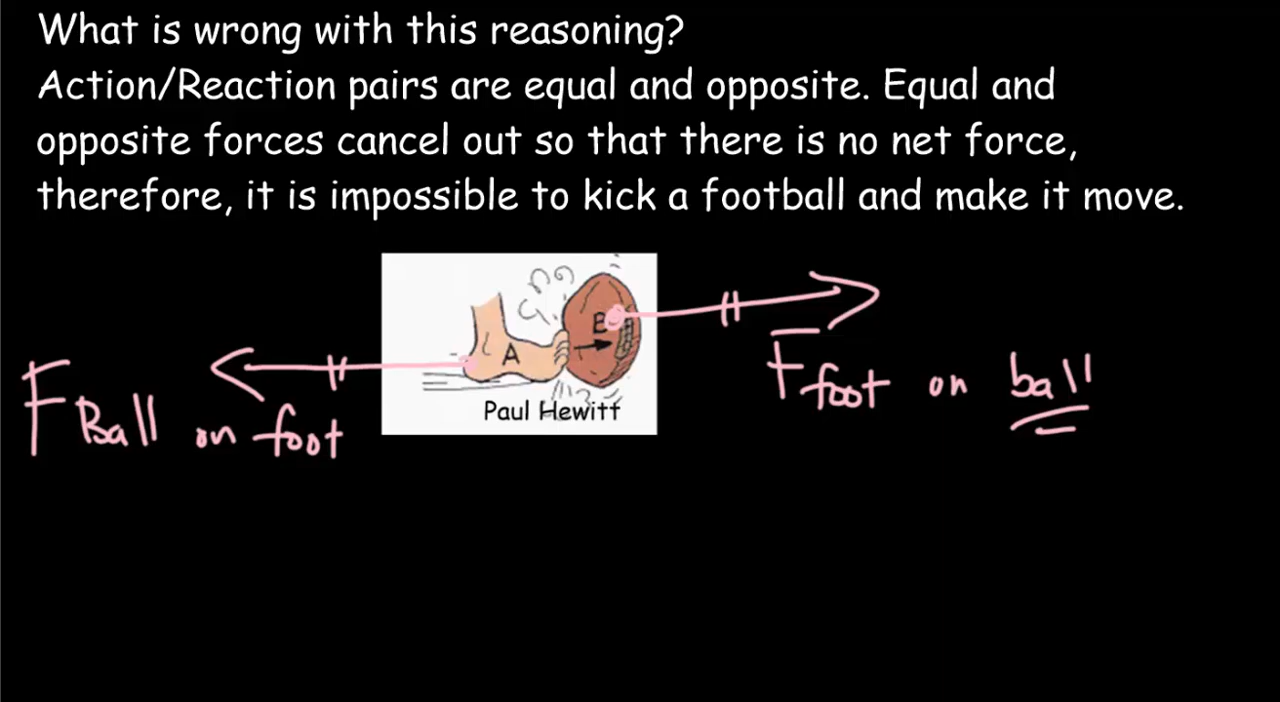 What is wrong with this reasoning?
Action/Reaction pairs are equal and opposite. Equal and
opposite forces cancel out so that there is no net force,
therefore, it is impossible to kick a football and make it move.
A
B
Paul Hewitt
F Ball on foot
F foot on ball